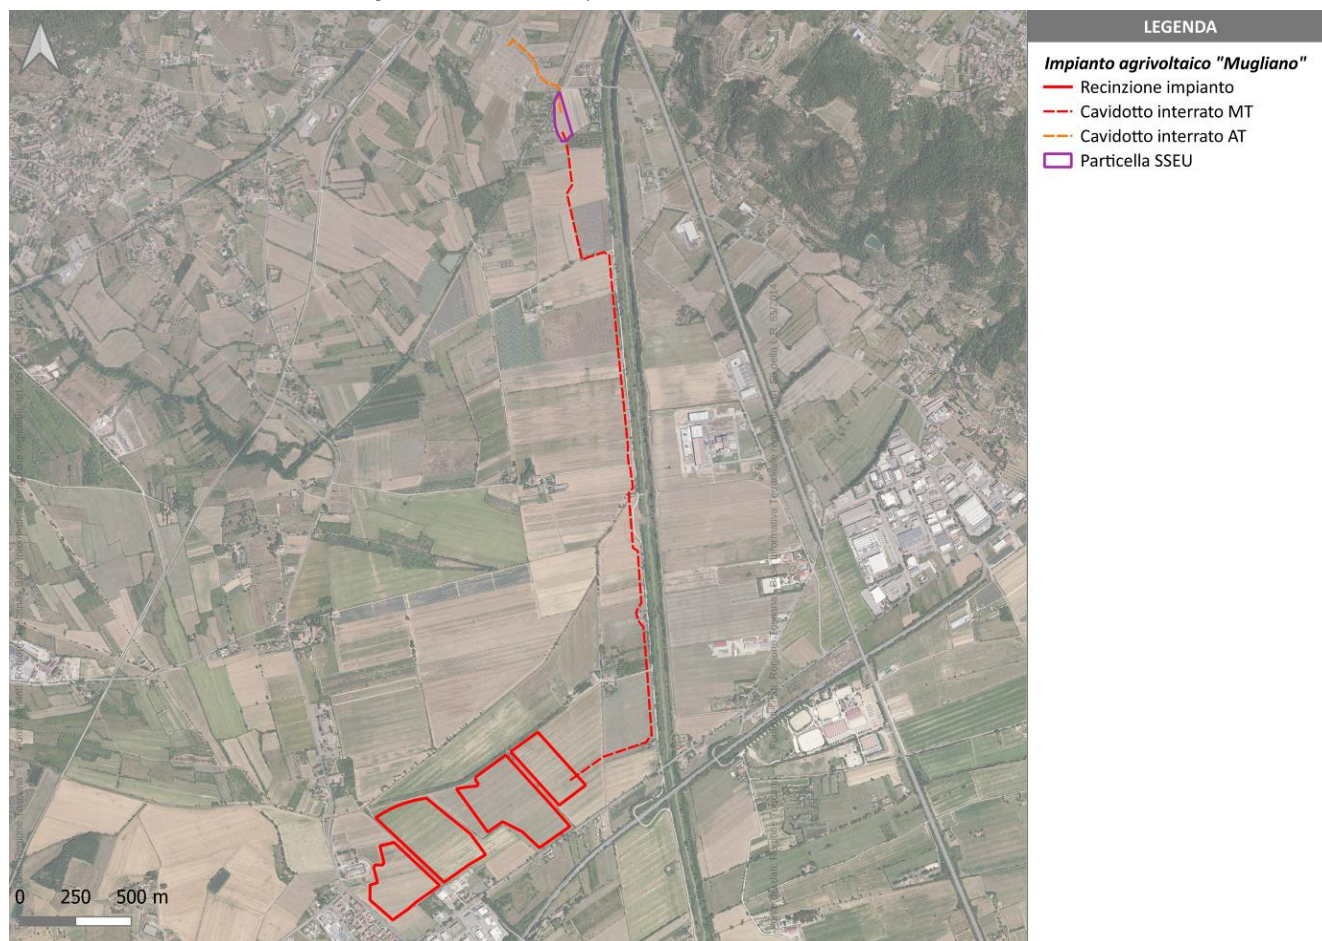 LEGENDA
Impianto agrivoltaico "Mugliano"
Recinzione impianto
Cavidotto interrato MT
Cavidotto interrato AT
Particella SSEU
0 250 500 m